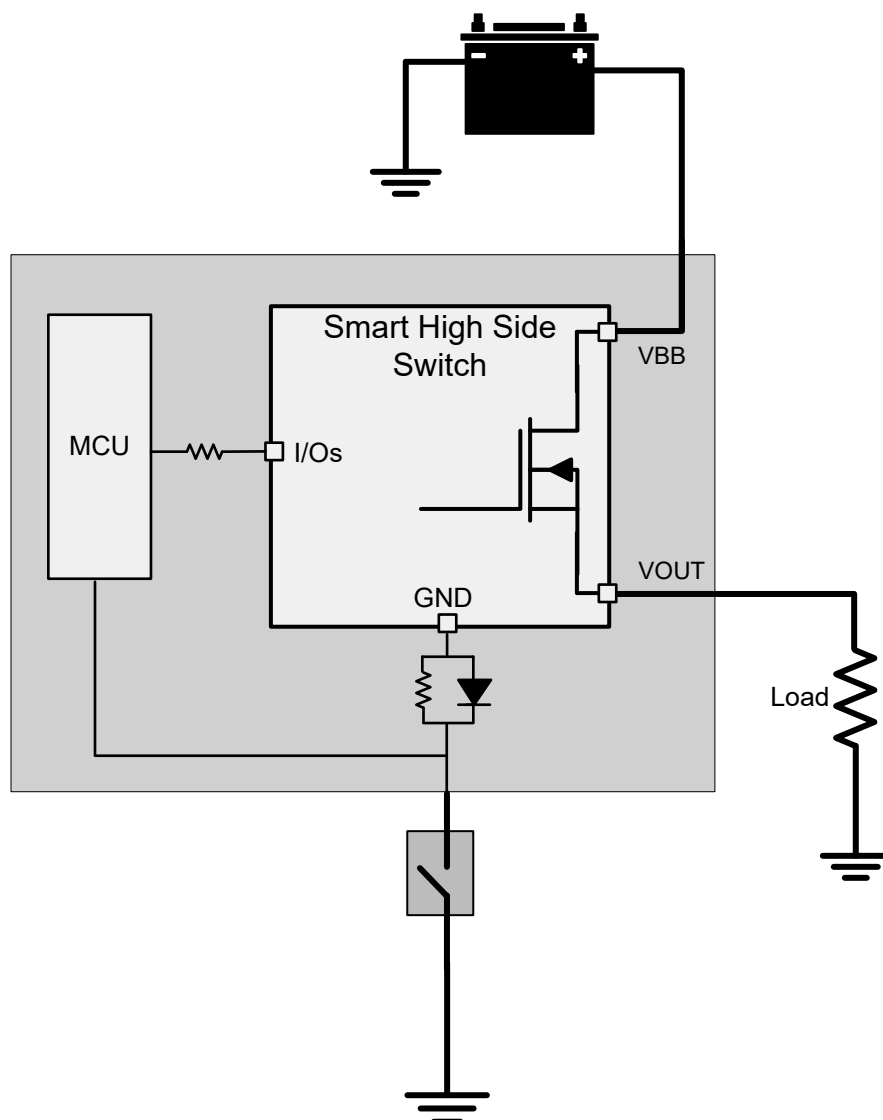 Smart High Side
Switch
VBB
MCU
I/Os
VOUT
GND
Load